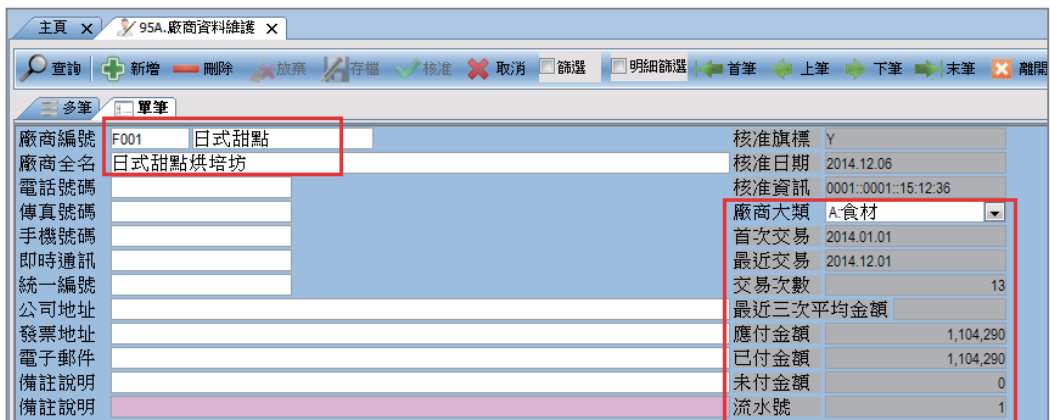 主頁 x 95A.廠商資料維護 x
查詢 新增 刪除 放棄 存檔 核准 取消 篩選 明細篩選 首筆 上筆 下筆 末筆 離開
多筆 單筆
廠商編號 F001 日式甜點 核准旗標 Y
廠商全名 日式甜點烘培坊 核准日期 2014.12.06
電話號碼 核准資訊 0001::0001::15:12:36
傳真號碼 廠商大類 A:食材
手機號碼 首次交易 2014.01.01
即時通訊 最近交易 2014.12.01
統一編號 交易次數 13
公司地址 最近三次平均金額
發票地址 應付金額 1,104,290
電子郵件 已付金額 1,104,290
備註說明 未付金額 0
備註說明 流水號 1